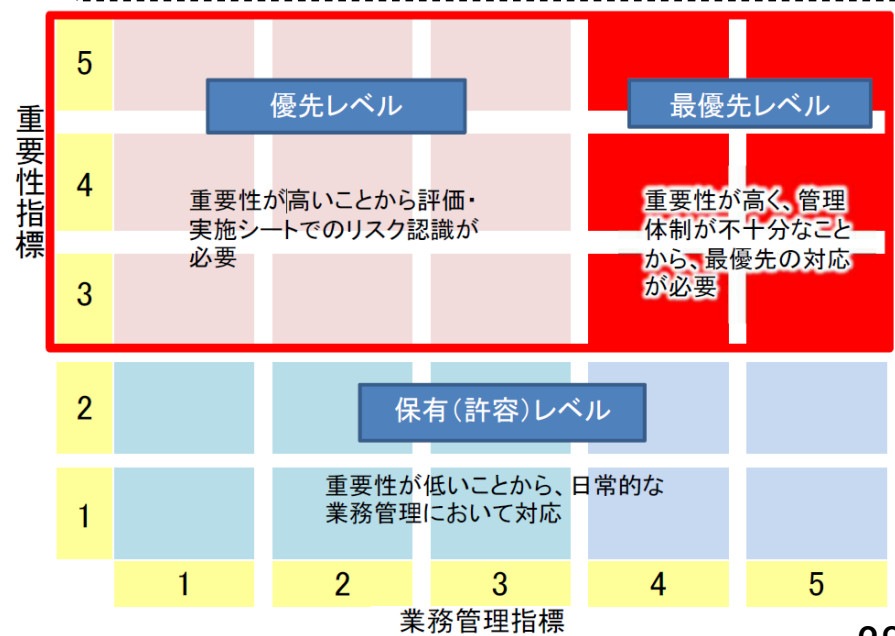 重要性指標
5
優先レベル
最優先レベル
4
重要性が高いことから評価・
実施シートでのリスク認識が
必要
重要性が高く、管理
体制が不十分なこと
から、最優先の対応
が必要
3
2
保有(許容)レベル
重要性が低いことから、日常的な
業務管理において対応
1
1
2
3
4
5
業務管理指標